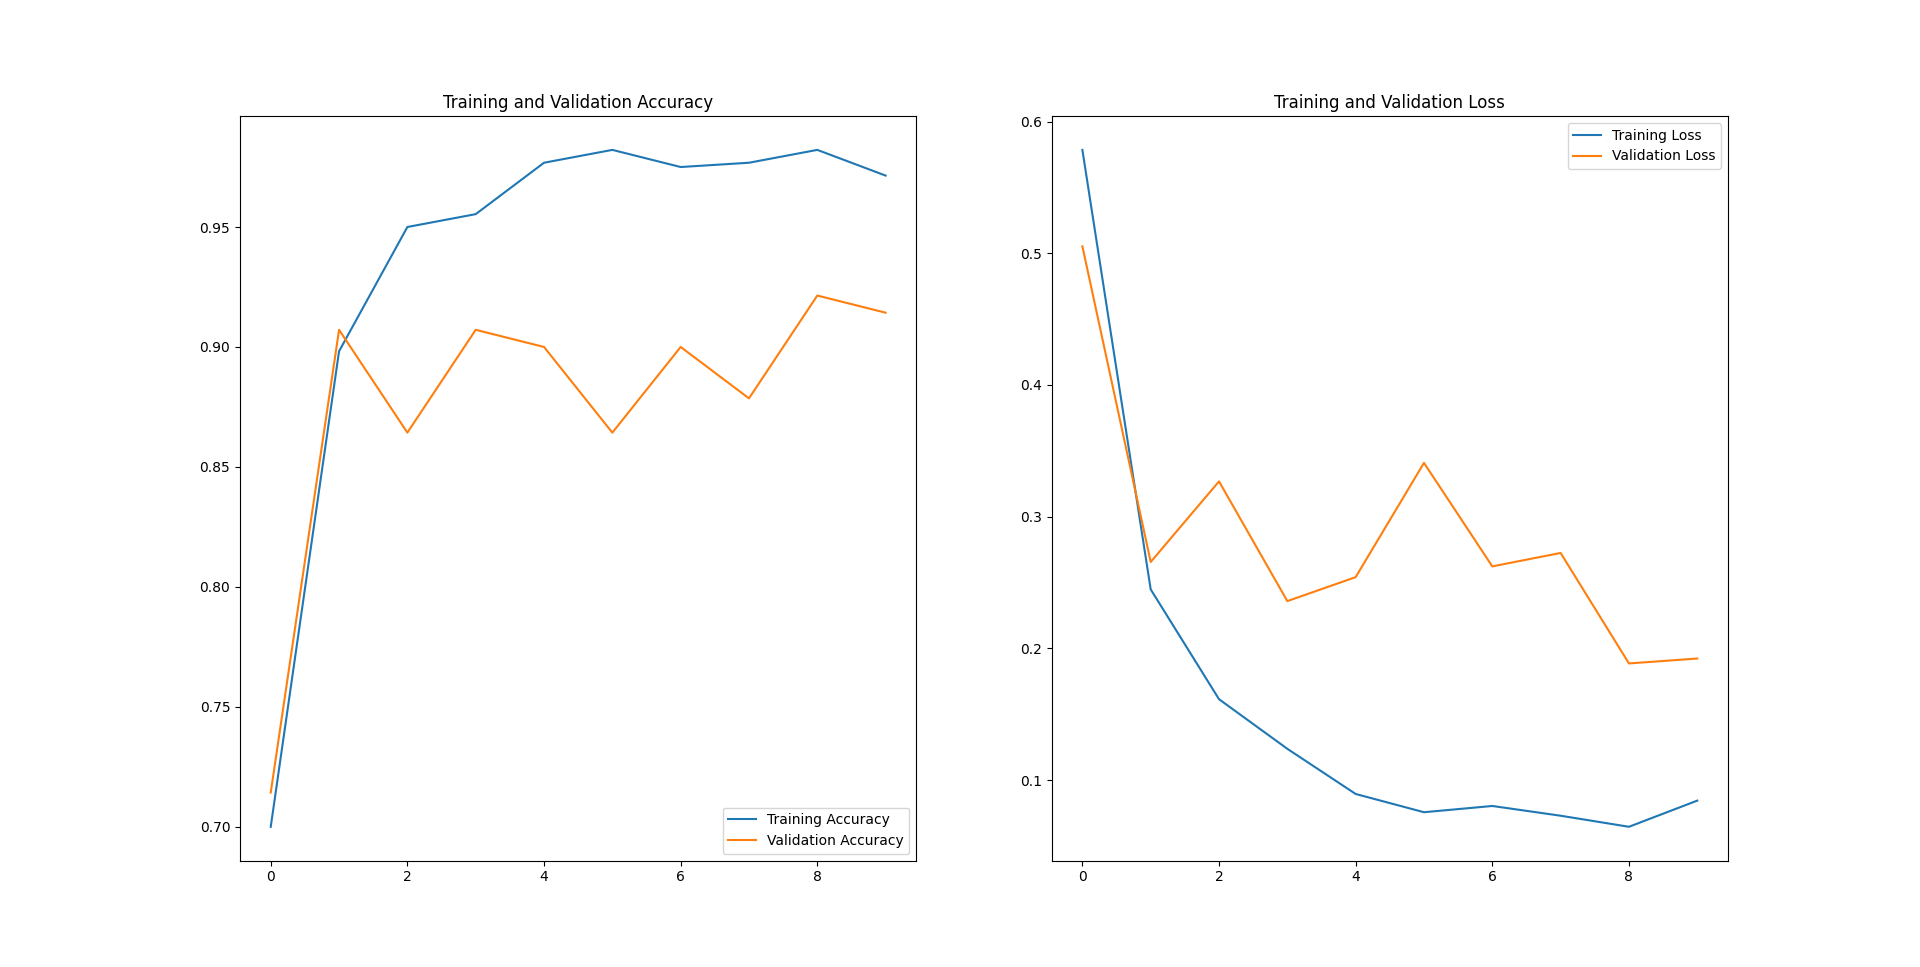 Training and Validation Accuracy
0.95
0.90
0.85
0.80
0.75
0.70
0 2 4 6 8
Training Accuracy
Validation Accuracy
Training and Validation Loss
0.6
0.5
0.4
0.3
0.2
0.1
0 2 4 6 8
Training Loss
Validation Loss